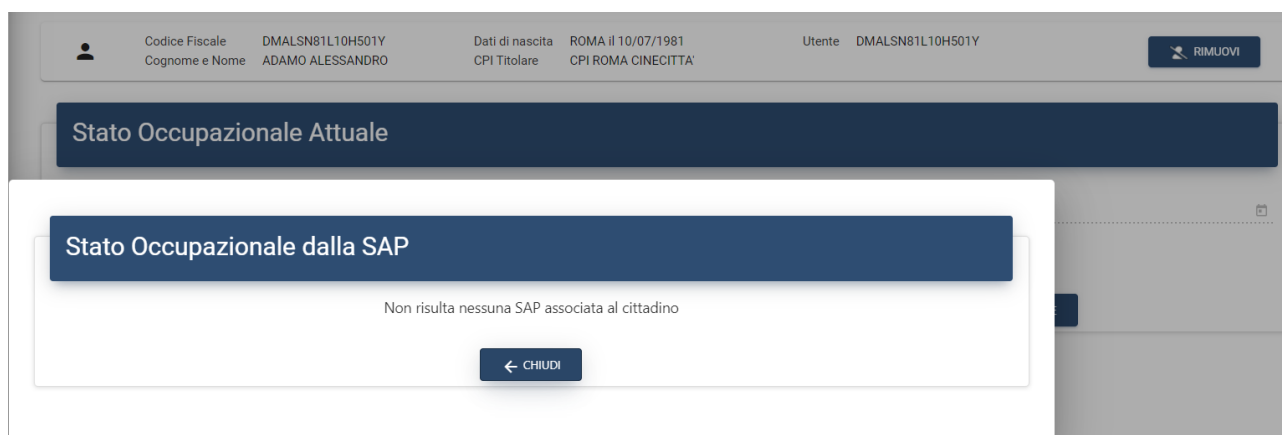 Codice Fiscale DMALSN81L10H501Y Dati di nascita ROMA il 10/07/1981 Utente DMALSN81L10H501Y
Cognome e Nome ADAMO ALESSANDRO CPI Titolare CPI ROMA CINECITTA'
RIMUOVI
Stato Occupazionale Attuale
Stato Occupazionale dalla SAP
Non risulta nessuna SAP associata al cittadino
CHIUDI